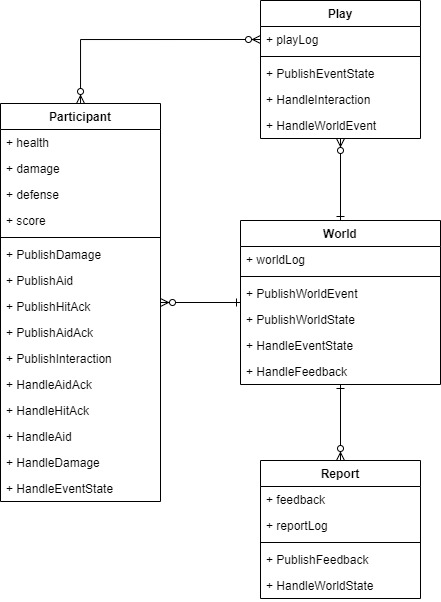 Play
+ playLog
+ PublishEventState
+ HandleInteraction
+ HandleWorldEvent
Participant
+ health
+ damage
+ defense
+ score
+ PublishDamage
+ PublishAid
+ PublishHitAck
+ PublishAidAck
+ PublishInteraction
+ HandleAidAck
+ HandleHitAck
+ HandleAid
+ HandleDamage
+ HandleEventState
World
+ worldLog
+ PublishWorldEvent
+ PublishWorldState
+ HandleEventState
+ HandleFeedback
Report
+ feedback
+ reportLog
+ PublishFeedback
+ HandleWorldState